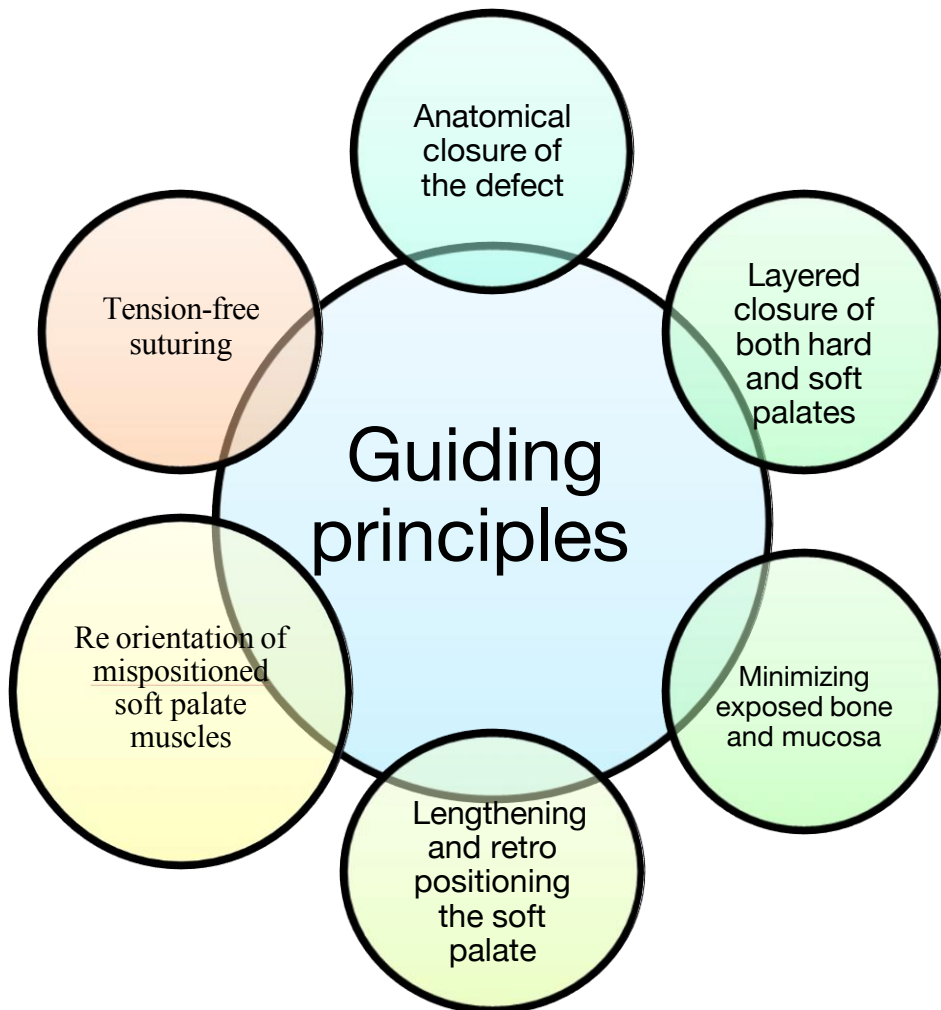 Guiding
principles
Anatomical
closure of
the defect
Layered
closure of
both hard
and soft
palates
Minimizing
exposed bone
and mucosa
Lengthening
and retro
positioning
the soft
palate
Re orientation of
mispositioned
soft palate
muscles
Tension-free
suturing